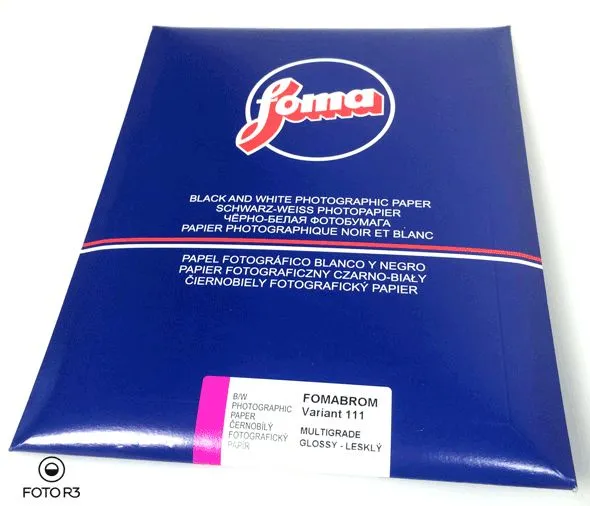 foma
BLACK AND WHITE PHOTOGRAPHIC PAPER
SCHWARZ-WEISS PHOTOPAPIER
ЧЁРНО-БЕЛАЯ ФОТОБУМАГА
PAPIER PHOTOGRAPHIQUE NOIR ET BLANC
PAPEL FOTOGRÁFICO BLANCO Y NEGRO
PAPIER FOTOGRAFICZNY CZARNO-BIAŁY
ČIERNOBIELY FOTOGRAFICKÝ PAPIER
B/W
PHOTOGRAPHIC
PAPER
ČERNOBÍLÝ
FOTOGRAFICKÝ
PAPÍR
FOMABROM
Variant 111
MULTIGRADE
GLOSSY - LESKLÝ
FOTO R3